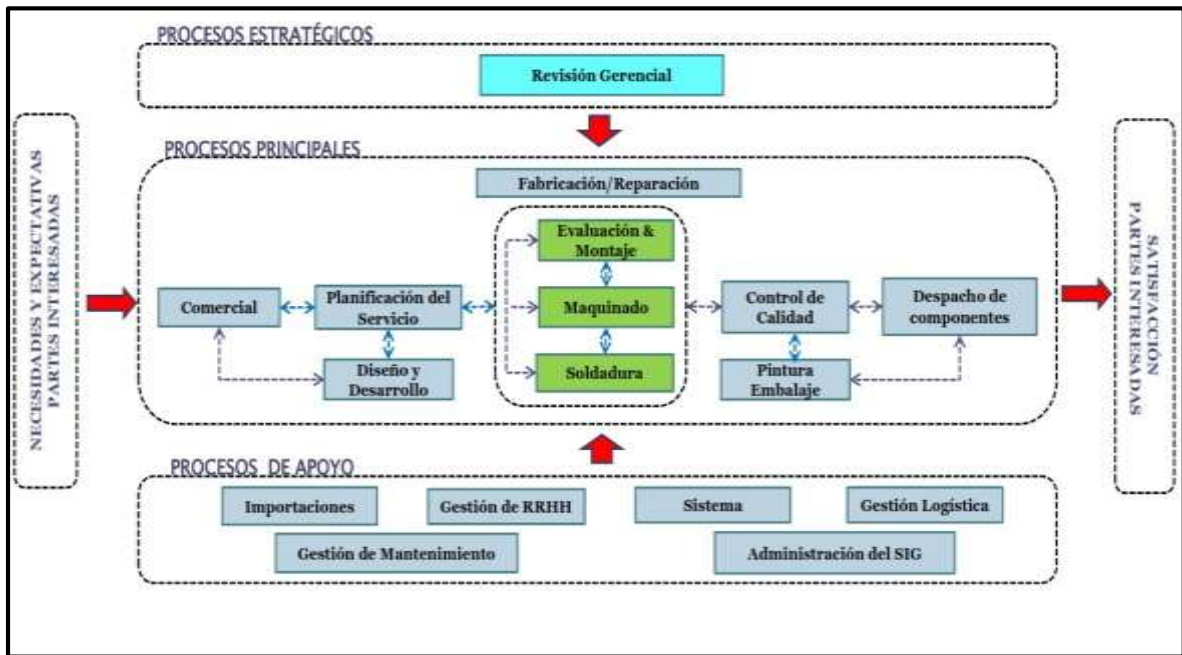 PROCESOS ESTRATÉGICOS
Revisión Gerencial
NECESIDADES Y EXPECTATIVAS
PARTES INTERESADAS
PROCESOS PRINCIPALES
Fabricación/Reparación
Evaluación &
Montaje
Comercial
Planificación del
Servicio
Maquinado
Control de
Calidad
Despacho de
componentes
Diseño y
Desarrollo
Soldadura
Pintura
Embalaje
SATISFACCIÓN
PARTES INTERESADAS
PROCESOS DE APOYO
Importaciones
Gestión de RRHH
Sistema
Gestión Logística
Gestión de Mantenimiento
Administración del SIG